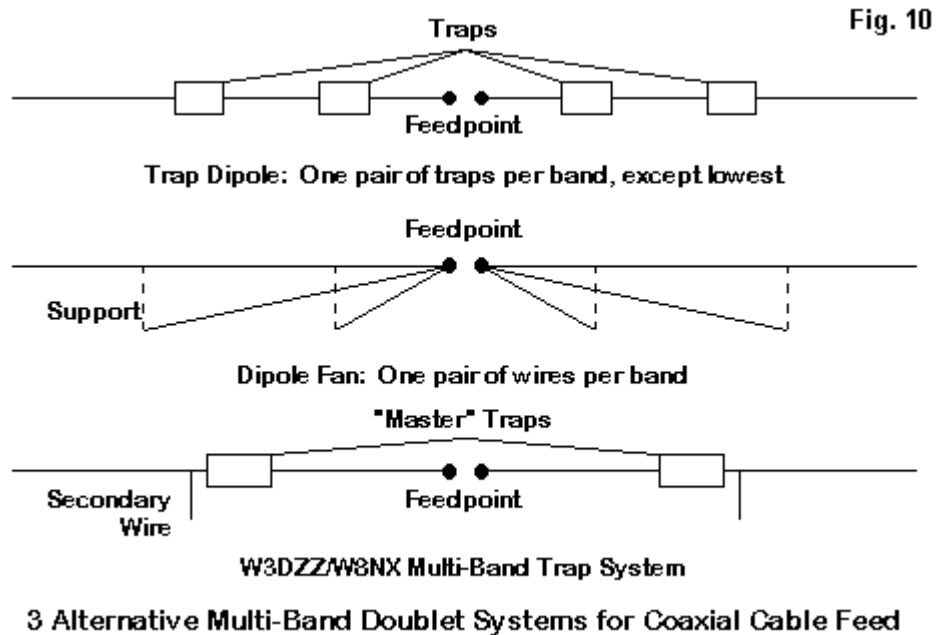 Fig. 10
Traps
Feedpoint
Trap Dipole: One pair of traps per band, except lowest
Feedpoint
Support
Dipole Fan: One pair of wires per band
"Master" Traps
Feedpoint
Secondary
Wire
W3DZZ/W8NX Multi-Band Trap System
3 Alternative Multi-Band Doublet Systems for Coaxial Cable Feed